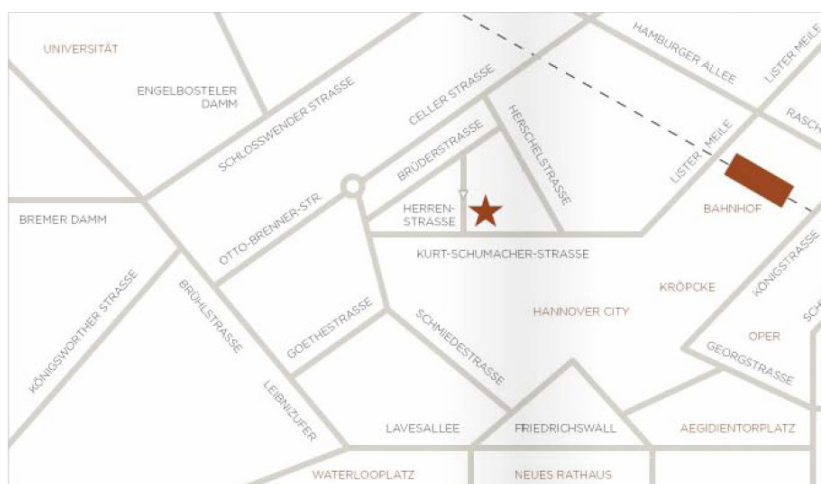 UNIVERSITÄT
HAMBURGER ALLEE
LISTER MEILE
ENGELBOSTELER
DAMM
SCHLOSSWENDER STRASSE
CELLER STRASSE
RASCH
HERSCHELSTRASSE
LISTER MEILE
BRÜDERSTRASSE
BREMER DAMM
OTTO-BRENNER-STR.
HERREN-
STRASSE
BAHNHOF
KURT-SCHUMACHER-STRASSE
KÖNIGSTRASSE
KÖNIGSWORTHER STRASSE
BRÜHLSTRASSE
KRÖPCKE
HANNOVER CITY
SCH
GOETHESTRASSE
SCHMIEDESTRASSE
OPER
GEORGSTRASSE
LEIBNIZUFER
LAVESALLEE
FRIEDRICHSWALL
AEGIDIENTORPLATZ
WATERLOOPLATZ
NEUES RATHAUS